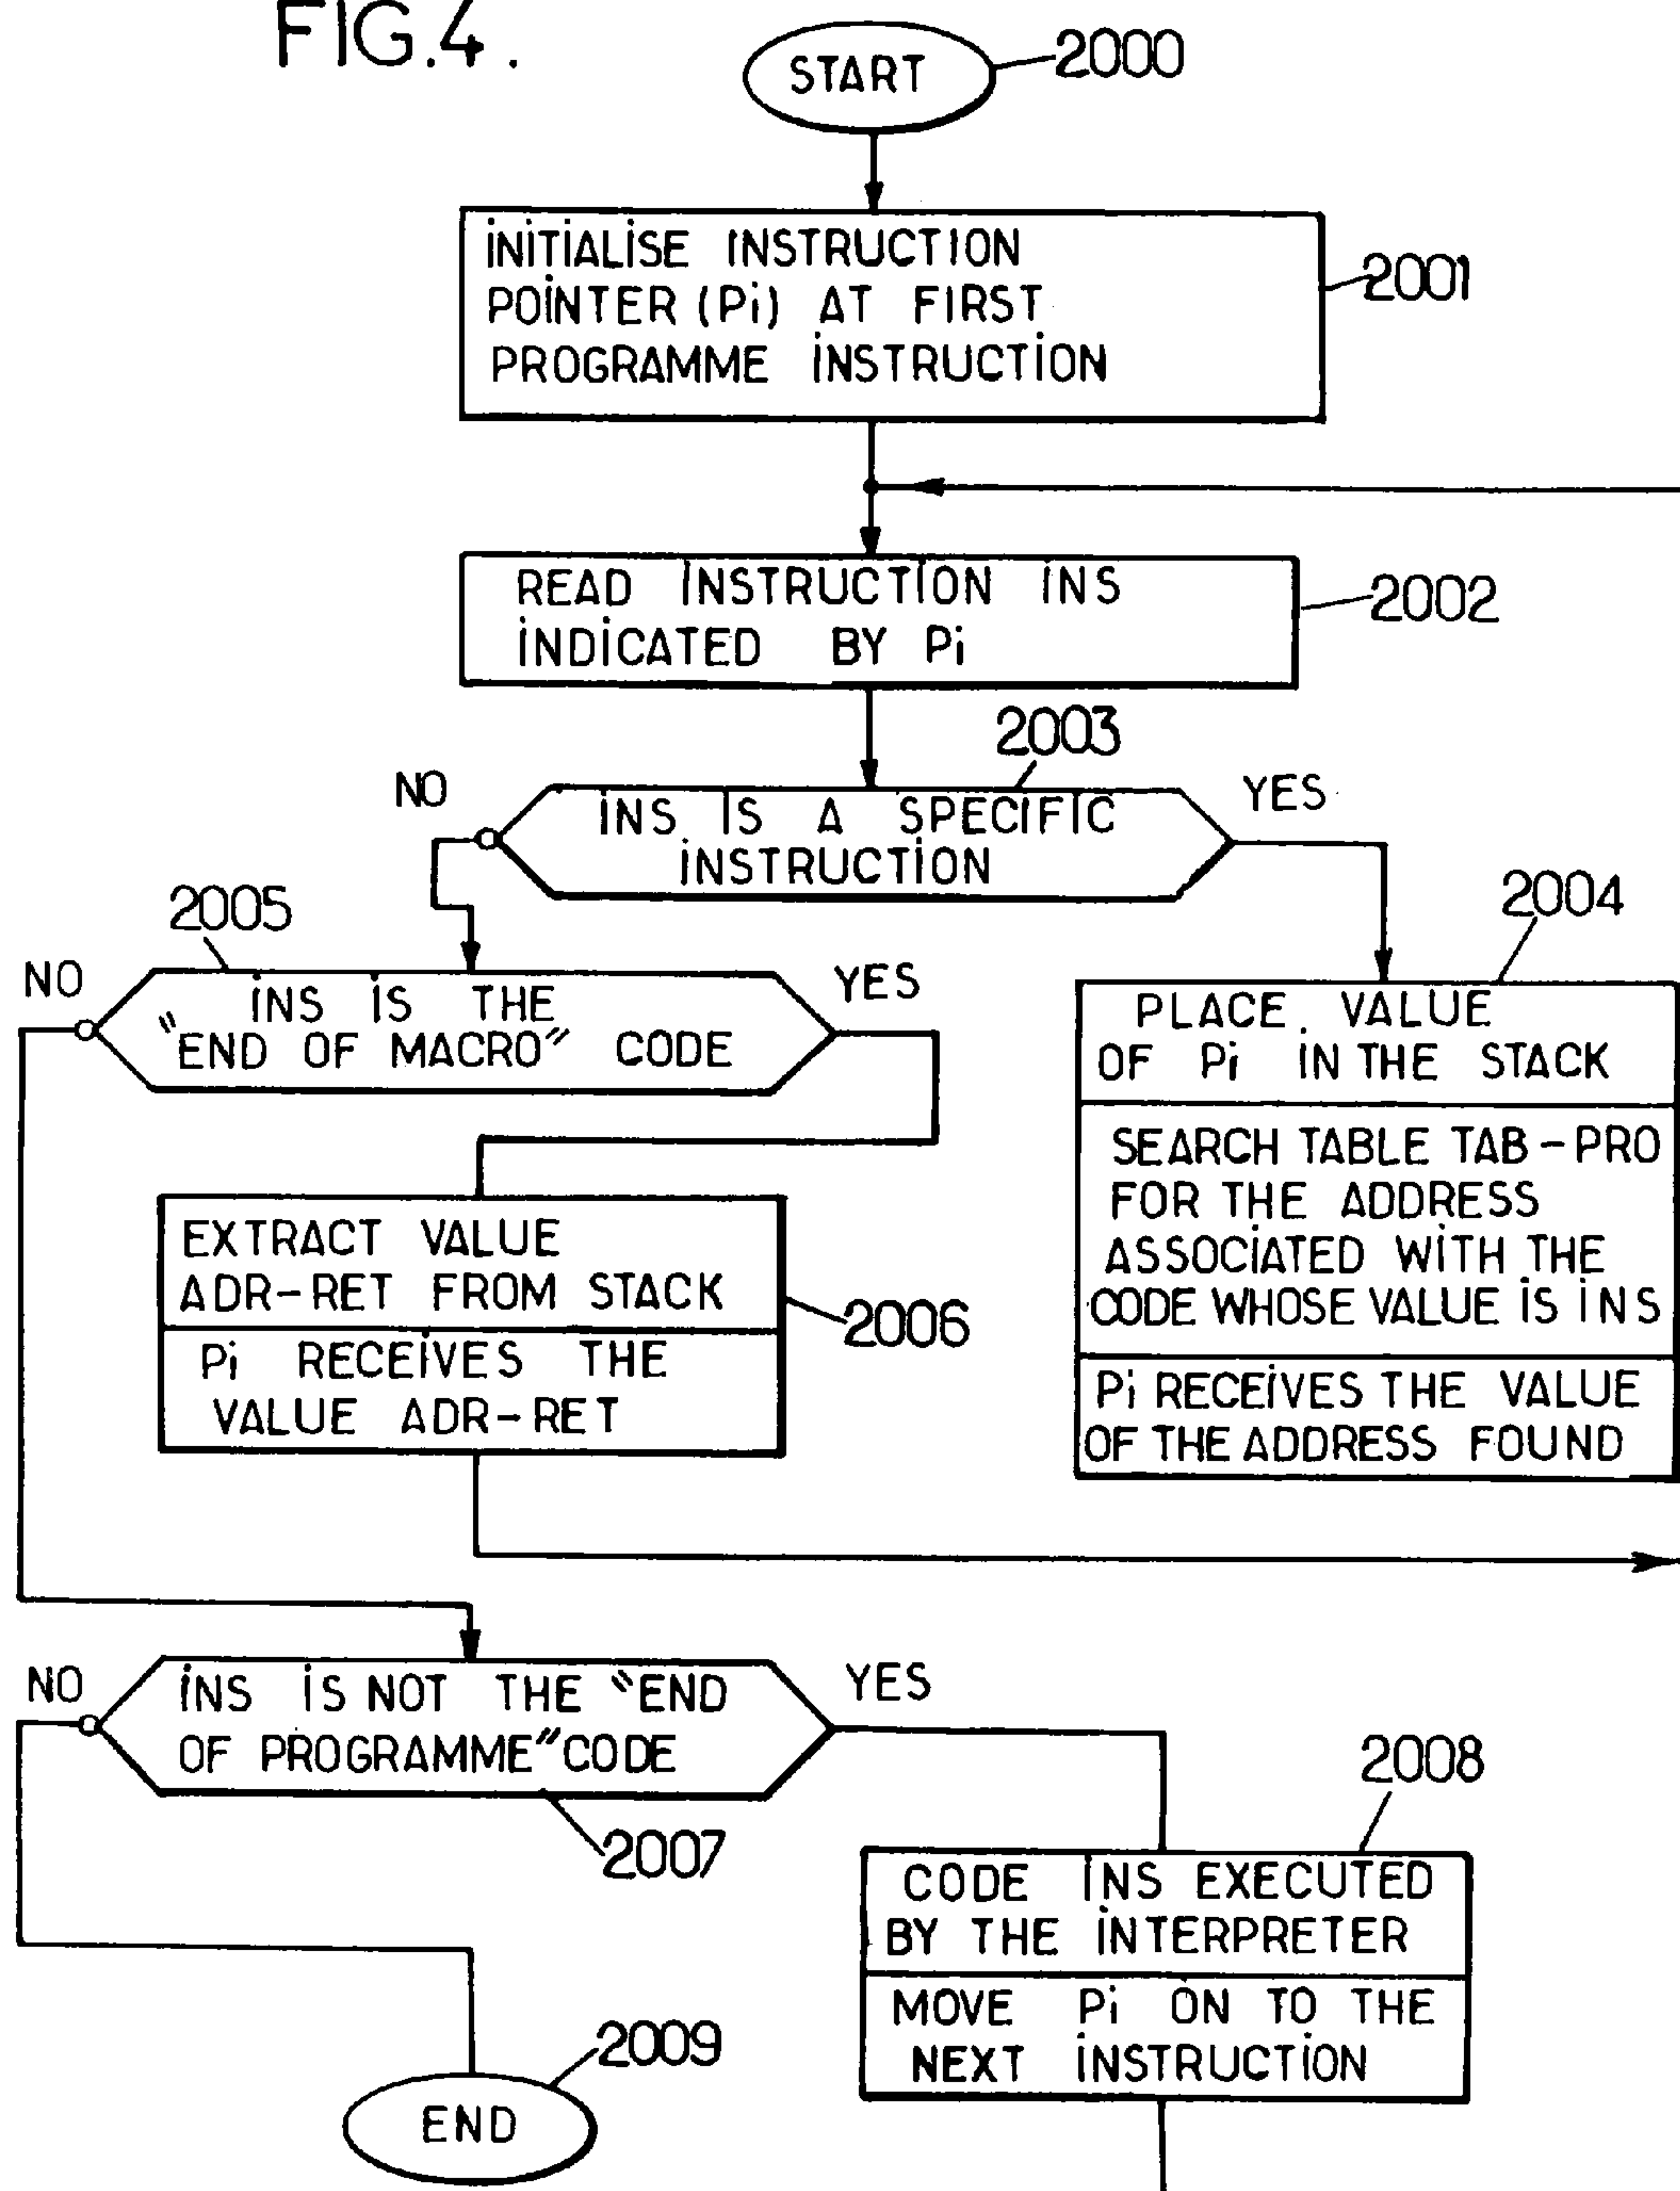 FIG.4.
START
2000
INITIALISE INSTRUCTION
POINTER (Pi) AT FIRST
PROGRAMME INSTRUCTION
2001
READ INSTRUCTION INS
INDICATED BY Pi
2002
2003
NO
YES
INS IS A SPECIFIC
INSTRUCTION
2004
2005
NO
YES
INS IS THE
"END OF MACRO" CODE
PLACE VALUE
OF Pi IN THE STACK
SEARCH TABLE TAB-PRO
FOR THE ADDRESS
ASSOCIATED WITH THE
CODE WHOSE VALUE IS INS
Pi RECEIVES THE VALUE
OF THE ADDRESS FOUND
EXTRACT VALUE
ADR-RET FROM STACK
Pi RECEIVES THE
VALUE ADR-RET
2006
NO
YES
INS IS NOT THE "END
OF PROGRAMME" CODE
2007
2008
CODE INS EXECUTED
BY THE INTERPRETER
MOVE Pi ON TO THE
NEXT INSTRUCTION
2009
END